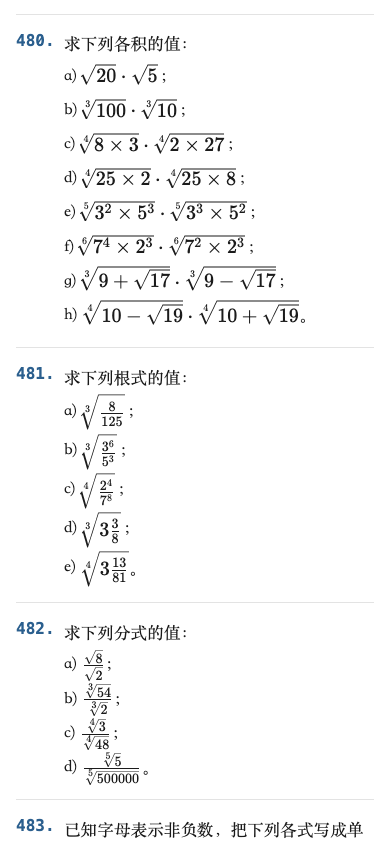 480. 求下列各积的值：
a) √20 · √5 ;
b) ∛100 · ∛10 ;
c) ∜(8 × 3) · ∜(2 × 27) ;
d) ∜(25 × 2) · ∜(25 × 8) ;
e) ⁵√(3² × 5³) · ⁵√(3³ × 5²) ;
f) ⁶√(7⁴ × 2³) · ⁶√(7² × 2³) ;
g) ∛(9 + √17) · ∛(9 − √17) ;
h) ∜(10 − √19) · ∜(10 + √19) 。
481. 求下列根式的值：
a) ∛(8/125) ;
b) ∛(3⁶/5³) ;
c) ∜(2⁴/7⁸) ;
d) ∛(3 3/8) ;
e) ∜(3 13/81) 。
482. 求下列分式的值：
a) √8/√2 ;
b) ∛54/∛2 ;
c) ∜3/∜48 ;
d) ⁵√5/⁵√500000 。
483. 已知字母表示非负数，把下列各式写成单